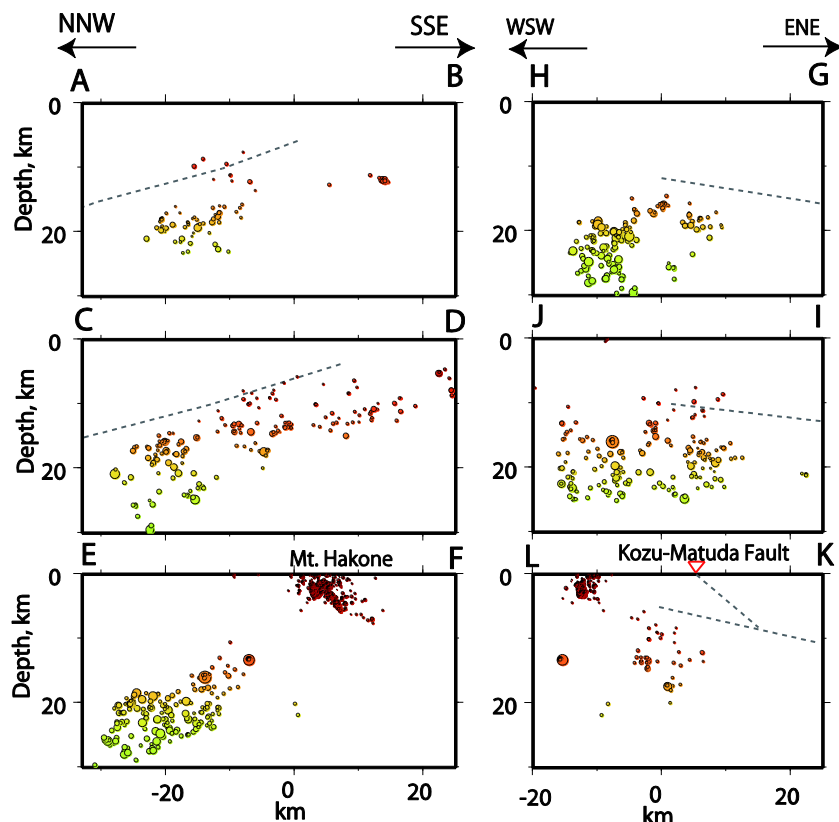 NNW SSE WSW ENE
A B H G
0 0
Depth, km
20 20
C D J I
0 0
Depth, km
20 20
E Mt. Hakone F L Kozu-Matuda Fault K
0 0
Depth, km
20 20
-20 0 20 -20 0 20
km km